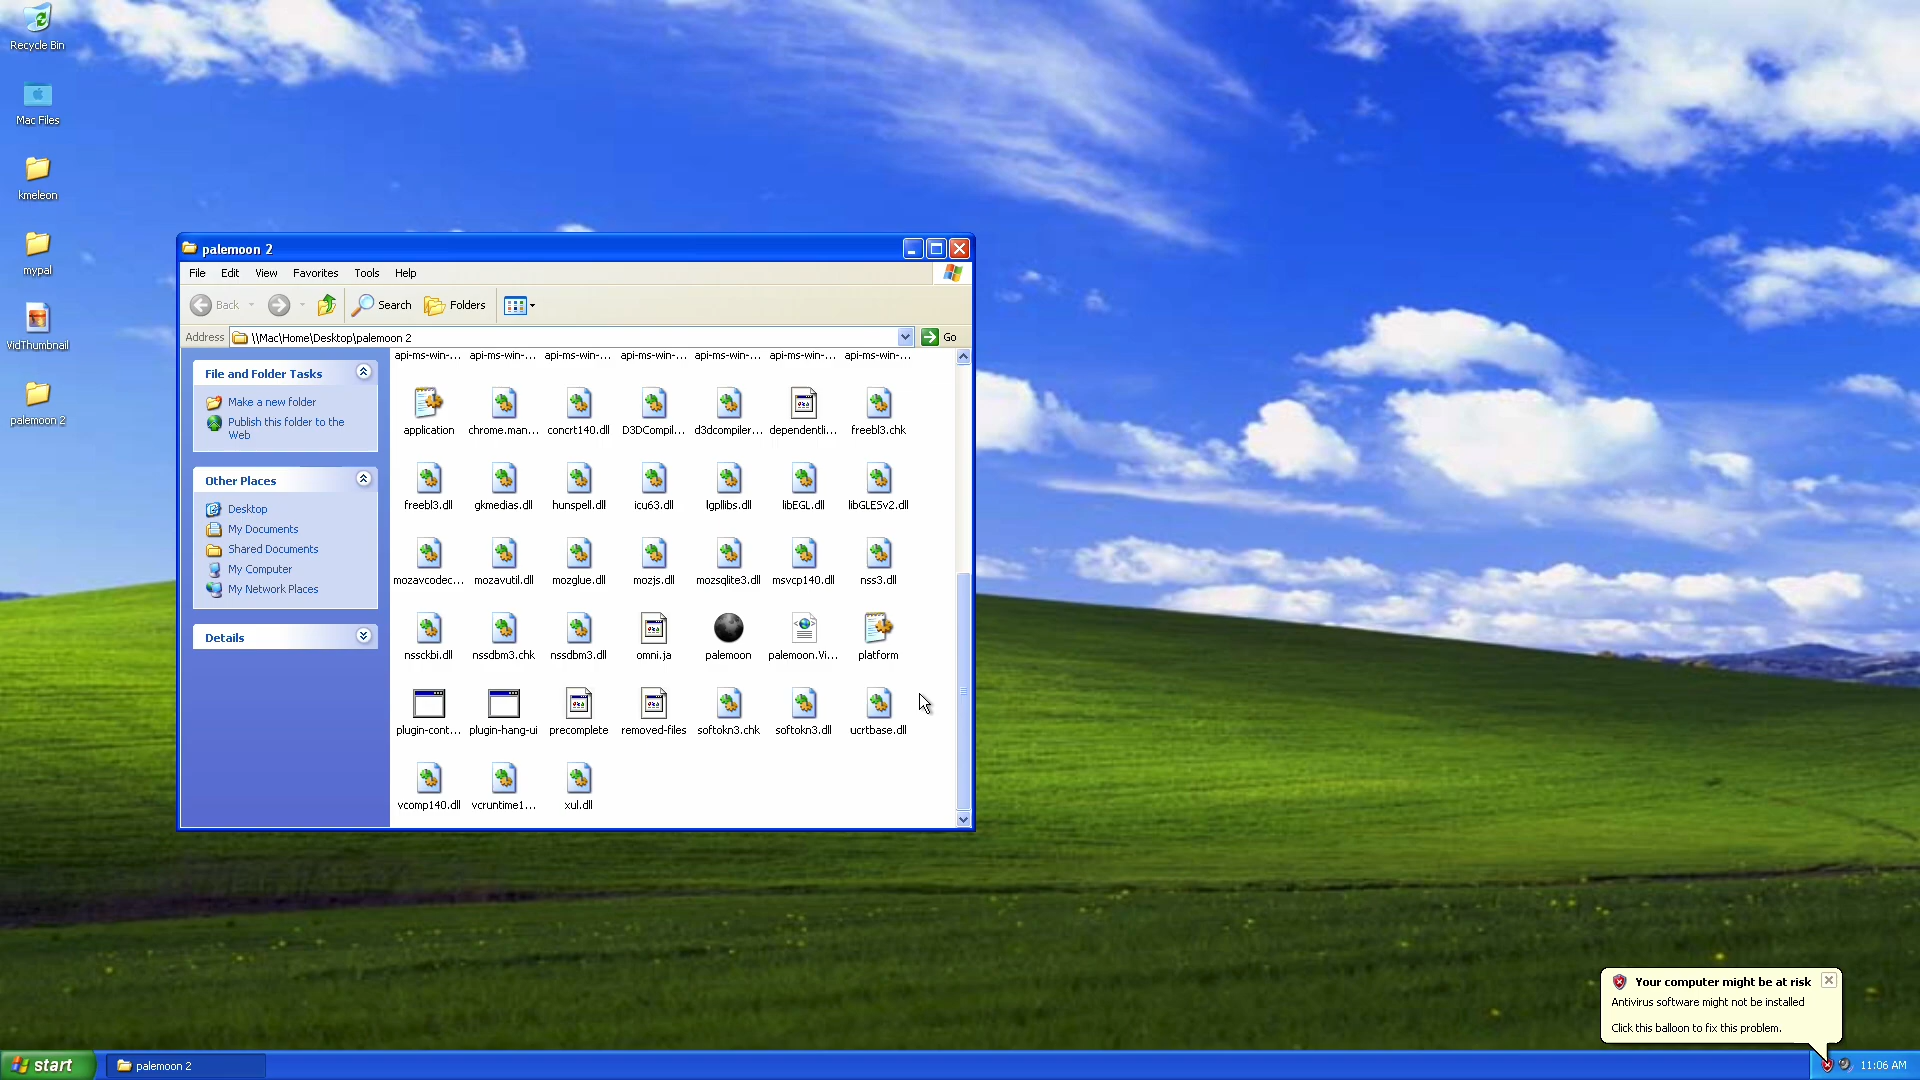 Recycle Bin
Mac Files
kmeleon
mypal
VidThumbnail
palemoon 2
palemoon 2
File Edit View Favorites Tools Help
Back Search Folders
Address \\Mac\Home\Desktop\palemoon 2 Go
File and Folder Tasks
Make a new folder
Publish this folder to the
Web
Other Places
Desktop
My Documents
Shared Documents
My Computer
My Network Places
Details
api-ms-win-... api-ms-win-... api-ms-win-... api-ms-win-... api-ms-win-... api-ms-win-... api-ms-win-...
application chrome.man... concrt140.dll D3DCompil... d3dcompiler... dependentli... freebl3.chk
freebl3.dll gkmedias.dll hunspell.dll icu63.dll lgpllibs.dll libEGL.dll libGLESv2.dll
mozavcodec... mozavutil.dll mozglue.dll mozjs.dll mozsqlite3.dll msvcp140.dll nss3.dll
nssckbi.dll nssdbm3.chk nssdbm3.dll omni.ja palemoon palemoon.Vi... platform
plugin-cont... plugin-hang-ui precomplete removed-files softokn3.chk softokn3.dll ucrtbase.dll
vcomp140.dll vcruntime1... xul.dll
Your computer might be at risk
Antivirus software might not be installed
Click this balloon to fix this problem.
start palemoon 2 11:06 AM